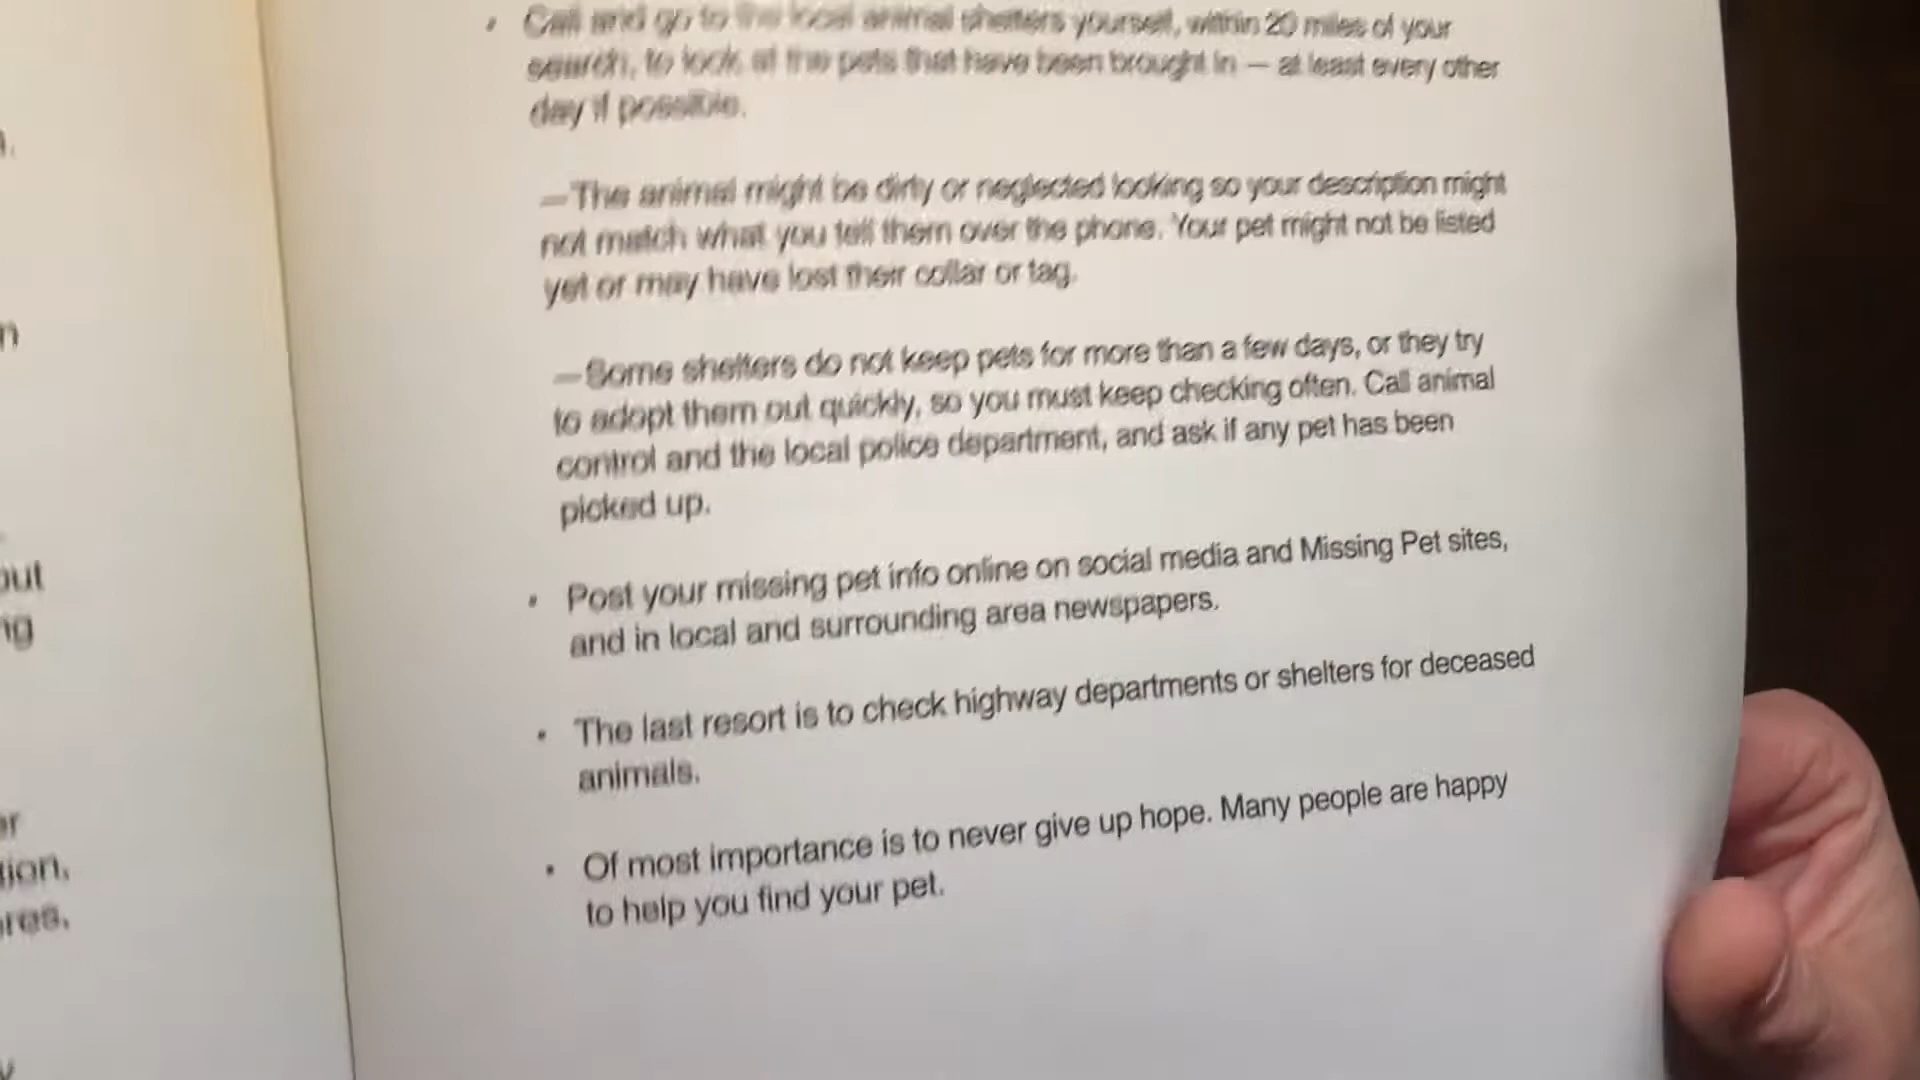 n.
n
out
ng
er
tion,
ores,
y
• Call and go to the local animal shelters yourself, within 20 miles of your
search, to look at the pets that have been brought in — at least every other
day if possible.
—The animal might be dirty or neglected looking so your description might
not match what you tell them over the phone. Your pet might not be listed
yet or may have lost their collar or tag.
—Some shelters do not keep pets for more than a few days, or they try
to adopt them out quickly, so you must keep checking often. Call animal
control and the local police department, and ask if any pet has been
picked up.
• Post your missing pet info online on social media and Missing Pet sites,
and in local and surrounding area newspapers.
• The last resort is to check highway departments or shelters for deceased
animals.
• Of most importance is to never give up hope. Many people are happy
to help you find your pet.